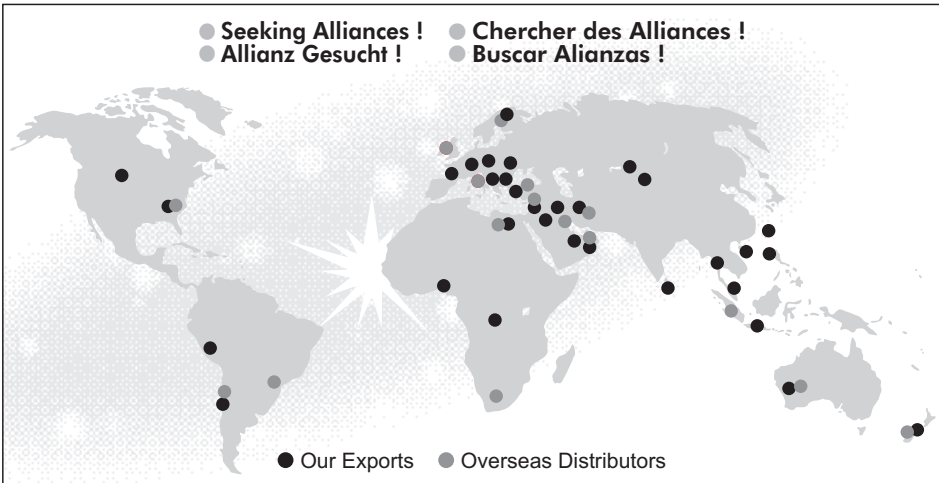 Seeking Alliances ! Chercher des Alliances !
Allianz Gesucht ! Buscar Alianzas !
Our Exports Overseas Distributors